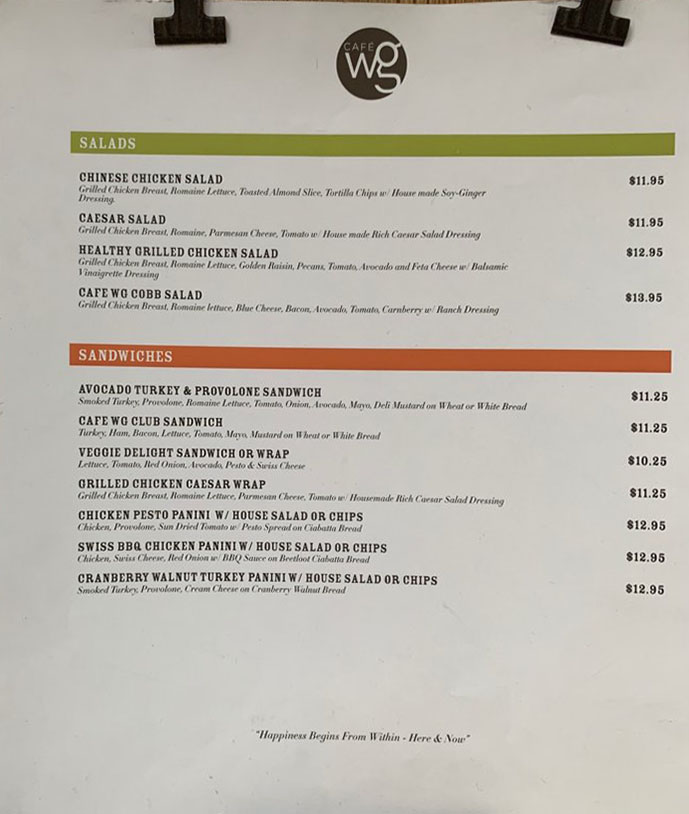 CAFÉ
wg
SALADS
CHINESE CHICKEN SALAD $11.95
Grilled Chicken Breast, Romaine Lettuce, Toasted Almond Slice, Tortilla Chips w/ House made Soy-Ginger
Dressing.
CAESAR SALAD $11.95
Grilled Chicken Breast, Romaine, Parmesan Cheese, Tomato w/ House made Rich Caesar Salad Dressing
HEALTHY GRILLED CHICKEN SALAD $12.95
Grilled Chicken Breast, Romaine Lettuce, Golden Raisin, Pecans, Tomato, Avocado and Feta Cheese w/ Balsamic
Vinaigrette Dressing
CAFE WG COBB SALAD $13.95
Grilled Chicken Breast, Romaine lettuce, Blue Cheese, Bacon, Avocado, Tomato, Carnberry w/ Ranch Dressing
SANDWICHES
AVOCADO TURKEY & PROVOLONE SANDWICH $11.25
Smoked Turkey, Provolone, Romaine Lettuce, Tomato, Onion, Avocado, Mayo, Deli Mustard on Wheat or White Bread
CAFE WG CLUB SANDWICH $11.25
Turkey, Ham, Bacon, Lettuce, Tomato, Mayo, Mustard on Wheat or White Bread
VEGGIE DELIGHT SANDWICH OR WRAP $10.25
Lettuce, Tomato, Red Onion, Avocado, Pesto & Swiss Cheese
GRILLED CHICKEN CAESAR WRAP $11.25
Grilled Chicken Breast, Romaine Lettuce, Parmesan Cheese, Tomato w/ Housemade Rich Caesar Salad Dressing
CHICKEN PESTO PANINI W/ HOUSE SALAD OR CHIPS $12.95
Chicken, Provolone, Sun Dried Tomato w/ Pesto Spread on Ciabatta Bread
SWISS BBQ CHICKEN PANINI W/ HOUSE SALAD OR CHIPS $12.95
Chicken, Swiss Cheese, Red Onion w/ BBQ Sauce on Beetloot Ciabatta Bread
CRANBERRY WALNUT TURKEY PANINI W/ HOUSE SALAD OR CHIPS $12.95
Smoked Turkey, Provolone, Cream Cheese on Cranberry Walnut Bread
"Happiness Begins From Within - Here & Now"